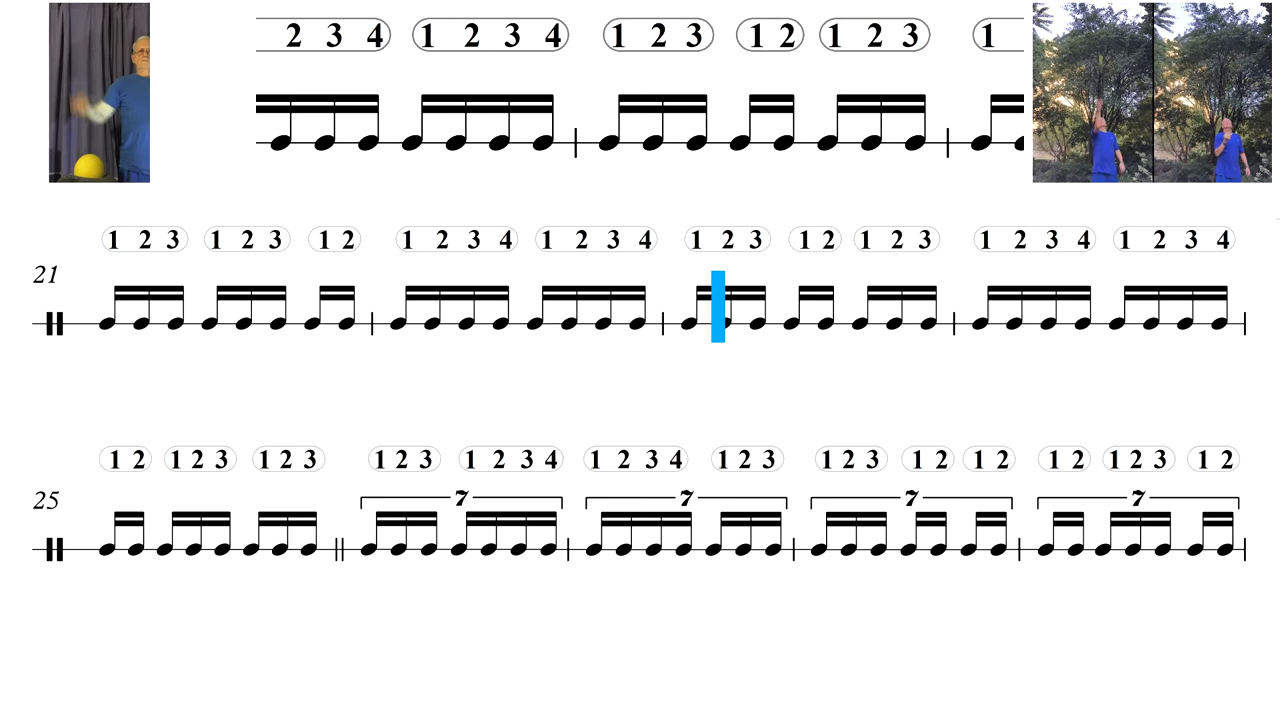 2 3 4 1 2 3 4 1 2 3 1 2 1 2 3 1
1 2 3 1 2 3 1 2 1 2 3 4 1 2 3 4 1 2 3 1 2 1 2 3 1 2 3 4 1 2 3 4
21
1 2 1 2 3 1 2 3 1 2 3 1 2 3 4 1 2 3 4 1 2 3 1 2 3 1 2 1 2 1 2 1 2 3 1 2
25 7 7 7 7